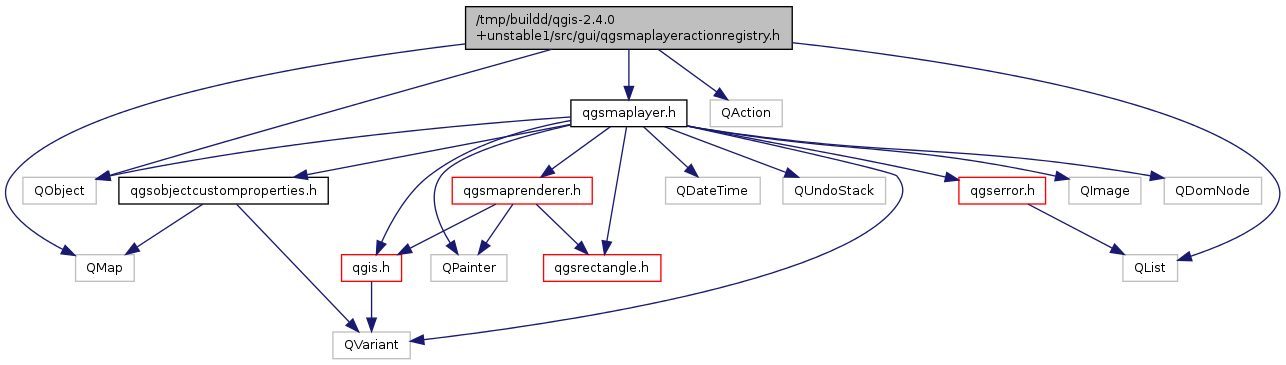 /tmp/buildd/qgis-2.4.0
+unstable1/src/gui/qgsmaplayeractionregistry.h
qgsmaplayer.h
QAction
QObject
qgsobjectcustomproperties.h
qgsmaprenderer.h
QDateTime
QUndoStack
qgserror.h
QImage
QDomNode
QMap
qgis.h
QPainter
qgsrectangle.h
QList
QVariant